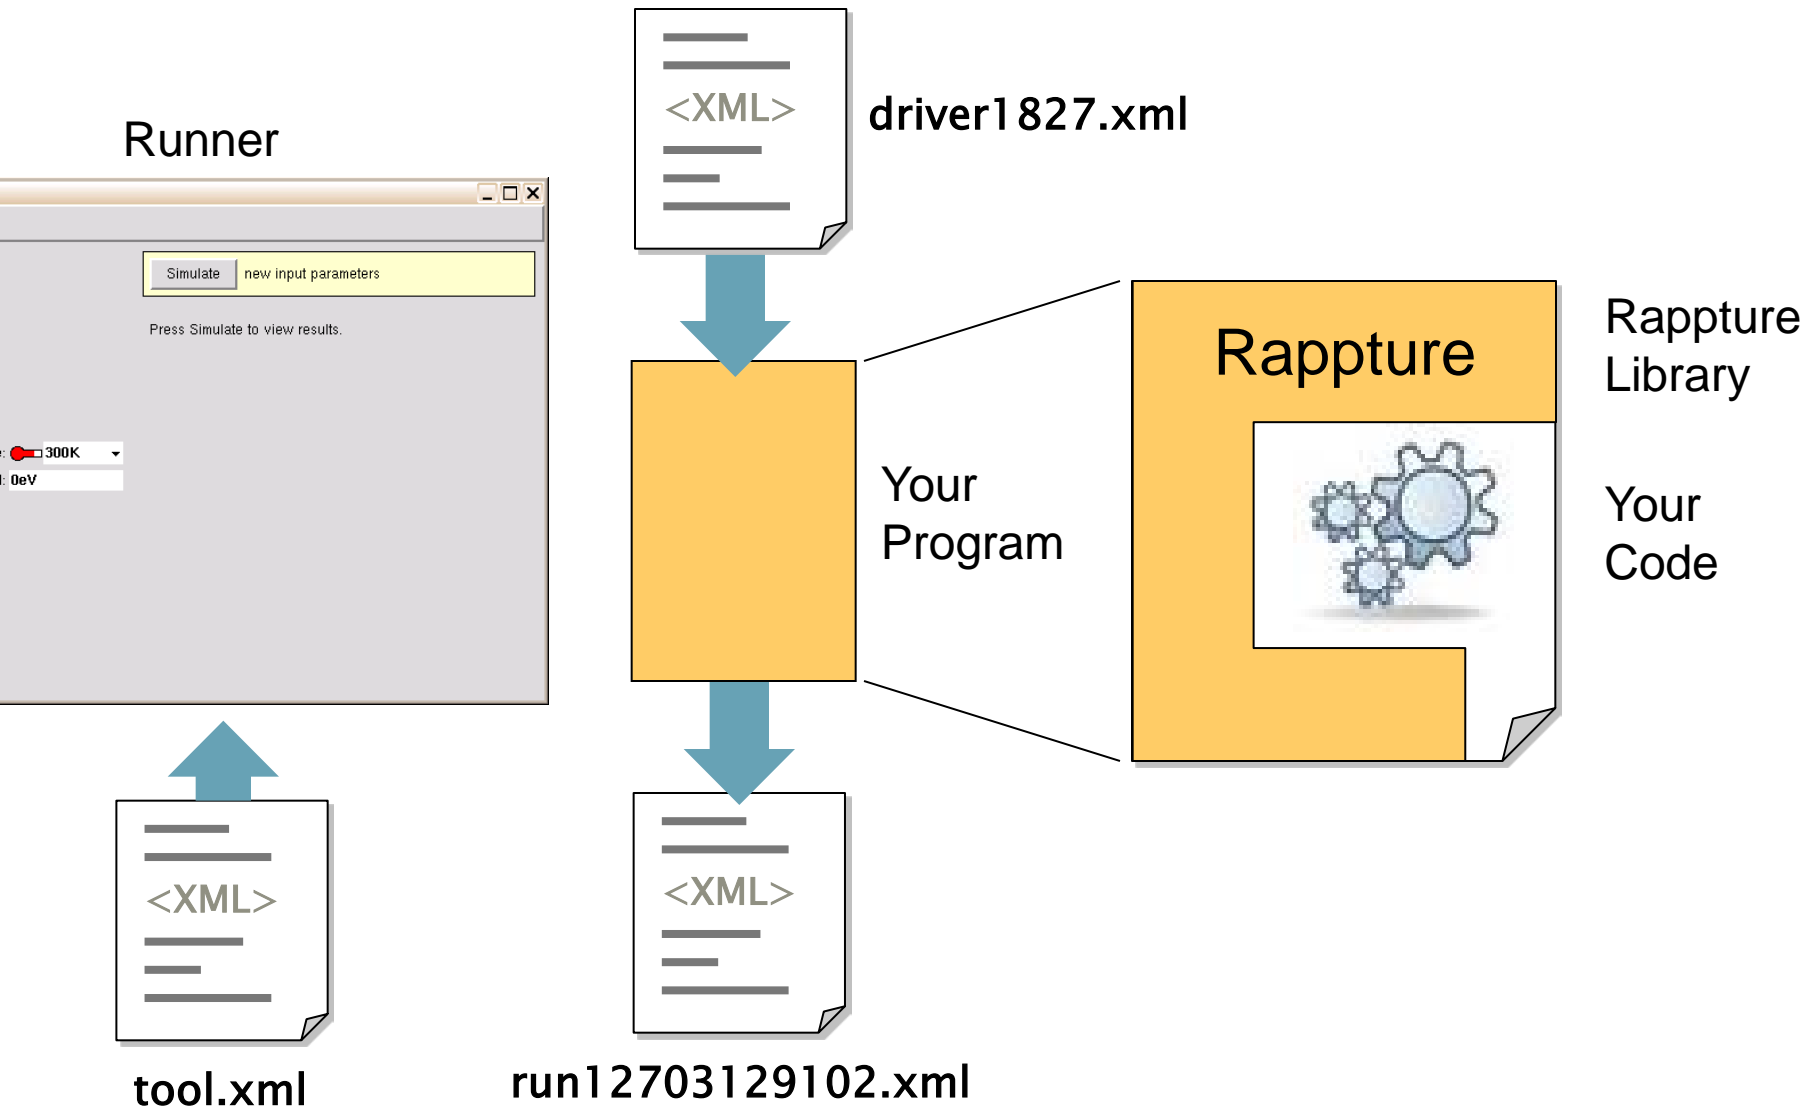 <XML>
driver1827.xml
Runner
Simulate
new input parameters
Press Simulate to view results.
300K
0eV
Your
Program
Rappture
Rappture
Library
Your
Code
<XML>
tool.xml
<XML>
run12703129102.xml